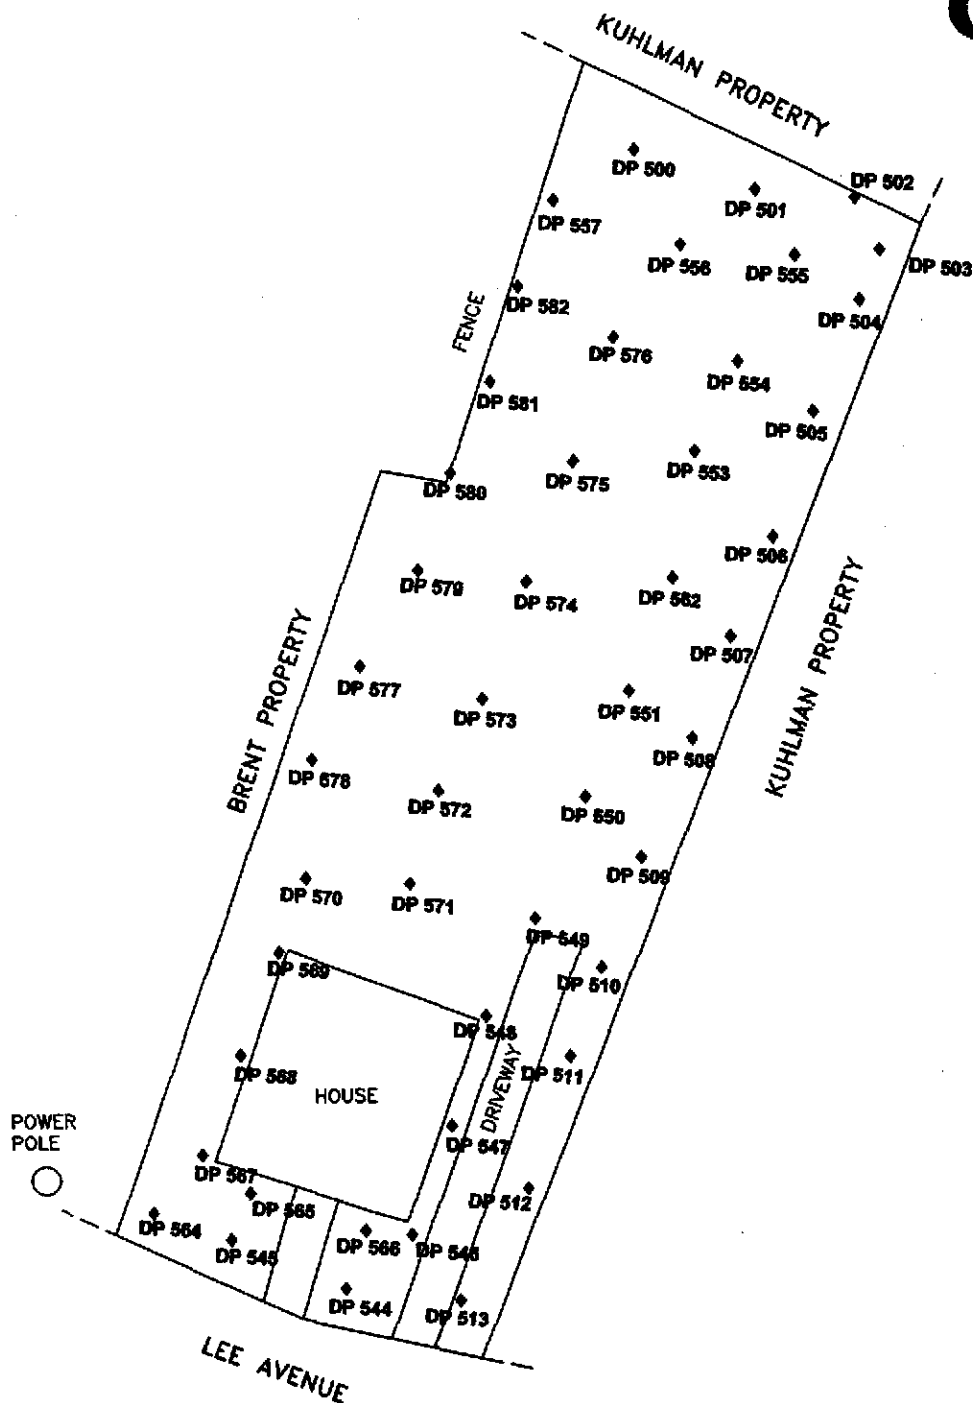 KUHLMAN PROPERTY
DP 500
DP 502
DP 501
DP 557
DP 556
DP 555
DP 503
DP 582
DP 504
FENCE
DP 576
DP 554
DP 581
DP 505
DP 575
DP 553
DP 580
DP 506
DP 579
DP 574
DP 562
KUHLMAN PROPERTY
DP 507
BRENT PROPERTY
DP 577
DP 573
DP 551
DP 508
DP 578
DP 572
DP 550
DP 509
DP 570
DP 571
DP 549
DP 569
DP 510
DP 548
DRIVEWAY
DP 511
DP 568
HOUSE
POWER
POLE
DP 547
DP 567
DP 565
DP 512
DP 564
DP 545
DP 566
DP 546
DP 544
DP 513
LEE AVENUE